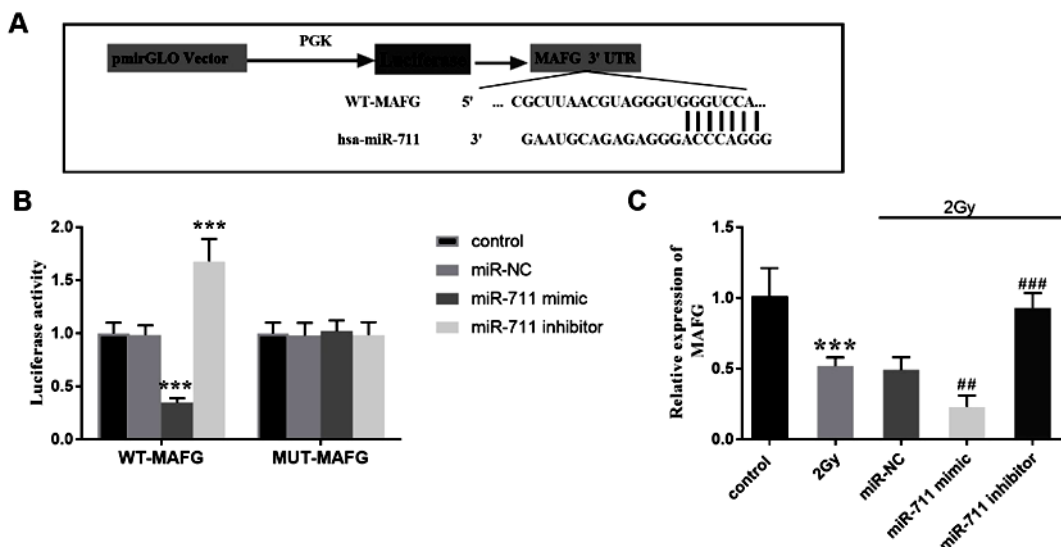 A
PGK
pmirGLO Vector Luciferase MAFG 3' UTR
WT-MAFG 5' ... CGCUUAACGUAGGGUGGGUCCA...
hsa-miR-711 3' GAAUGCAGAGAGGGACCCAGGG
B
Luciferase activity
2.0
1.5
1.0
0.5
0.0
***
***
WT-MAFG MUT-MAFG
control
miR-NC
miR-711 mimic
miR-711 inhibitor
C
2Gy
Relative expression of
MAFG
1.5
1.0
0.5
0.0
***
##
###
control
2Gy
miR-NC
miR-711 mimic
miR-711 inhibitor